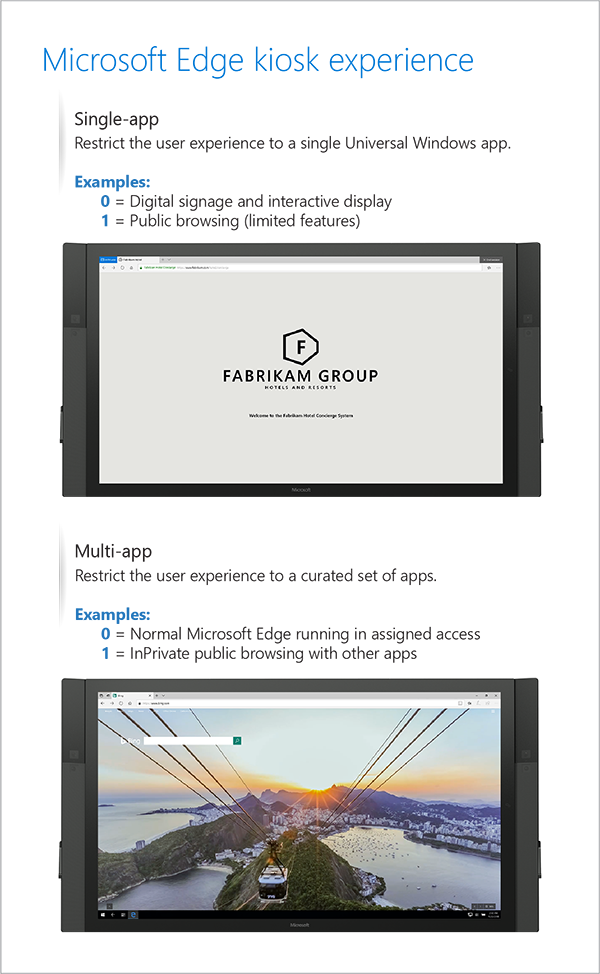 Microsoft Edge kiosk experience
Single-app
Restrict the user experience to a single Universal Windows app.
Examples:
0 = Digital signage and interactive display
1 = Public browsing (limited features)
F
FABRIKAM GROUP
HOTELS AND RESORTS
Welcome to the Fabrikam Hotel Concierge System
Microsoft
Multi-app
Restrict the user experience to a curated set of apps.
Examples:
0 = Normal Microsoft Edge running in assigned access
1 = InPrivate public browsing with other apps
Bing
Bing
Microsoft